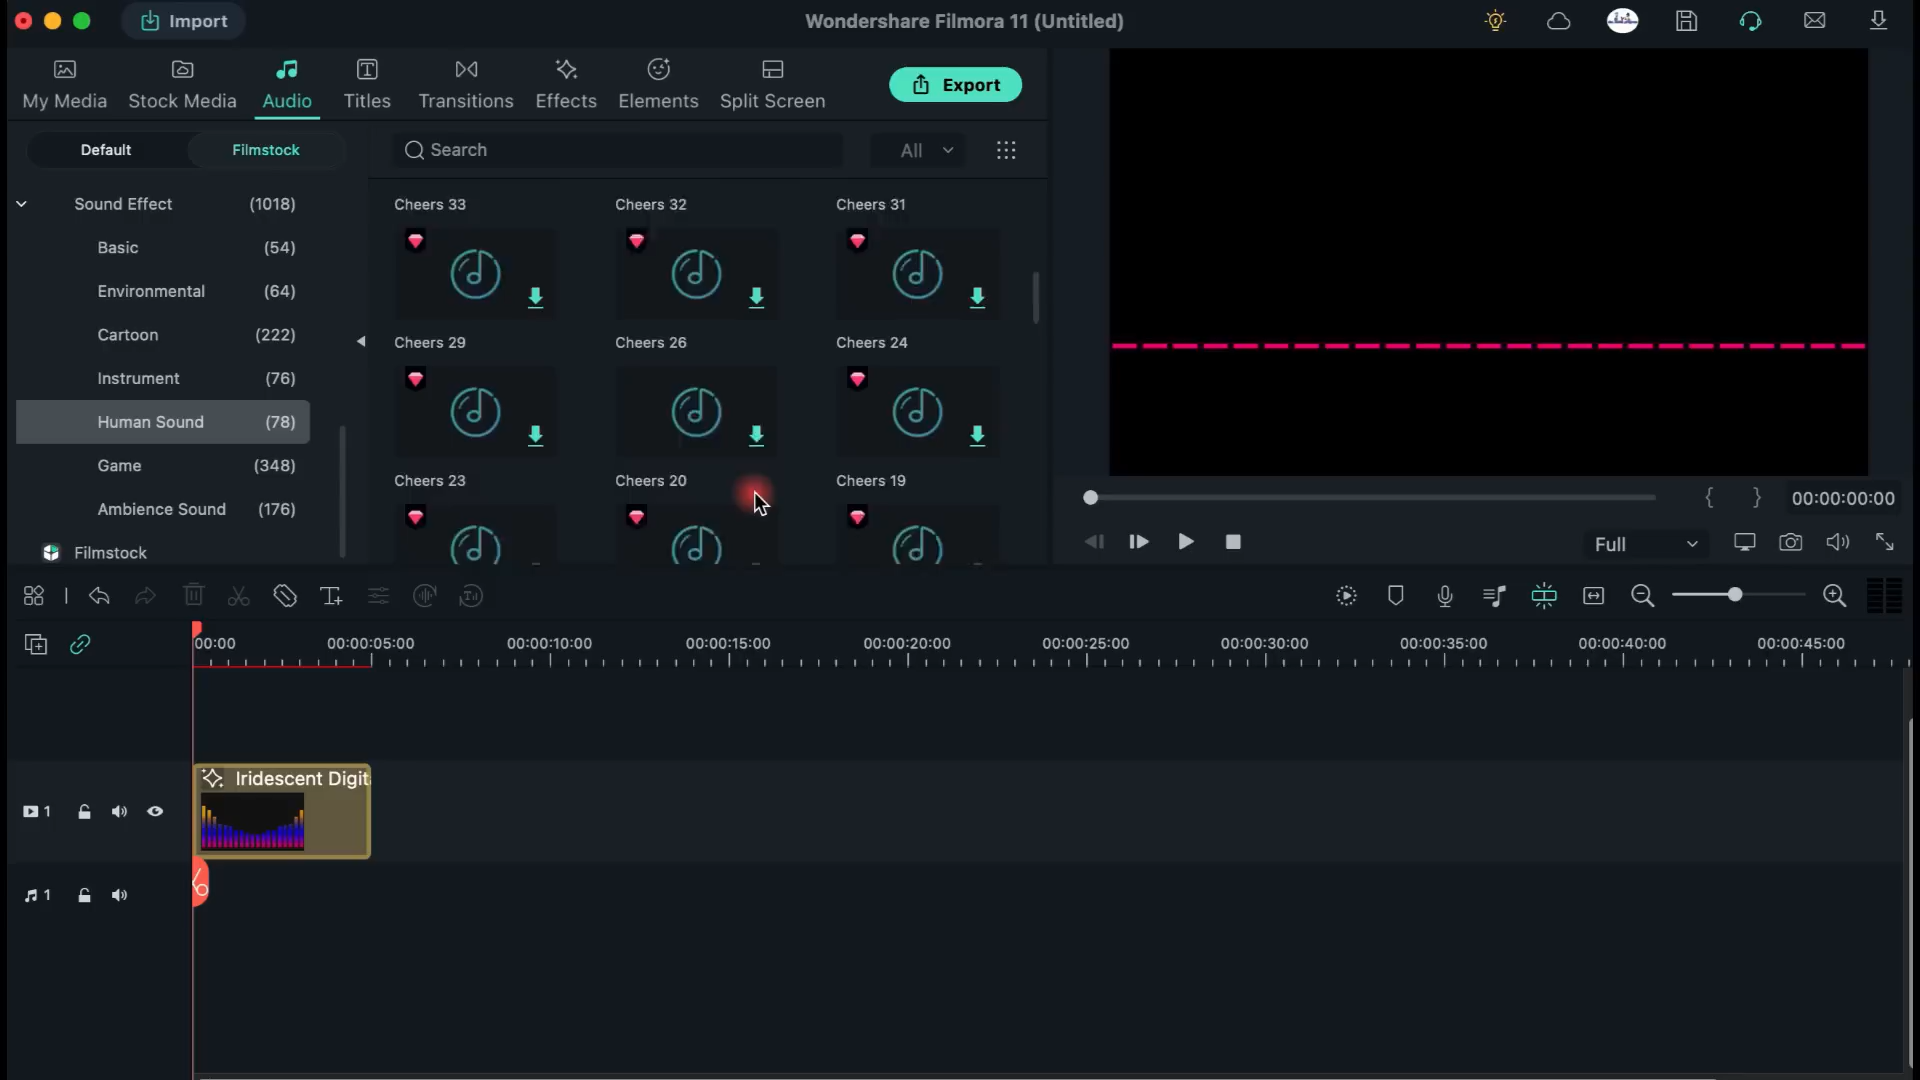 Import
Wondershare Filmora 11 (Untitled)
My Media
Stock Media
Audio
Titles
Transitions
Effects
Elements
Split Screen
Export
Default
Filmstock
Search
All
Sound Effect (1018)
Basic (54)
Environmental (64)
Cartoon (222)
Instrument (76)
Human Sound (78)
Game (348)
Ambience Sound (176)
Filmstock
Cheers 33
Cheers 32
Cheers 31
Cheers 29
Cheers 26
Cheers 24
Cheers 23
Cheers 20
Cheers 19
{ } 00:00:00:00
Full
00:00
00:00:05:00
00:00:10:00
00:00:15:00
00:00:20:00
00:00:25:00
00:00:30:00
00:00:35:00
00:00:40:00
00:00:45:00
Iridescent Digit
1
1